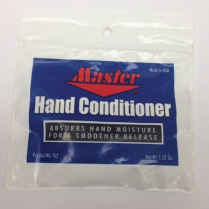 Made in USA
Master
Hand Conditioner
ABSORBS HAND MOISTURE
FOR A SMOOTHER RELEASE
Product No. 162 Net Wt. 1.25 Oz.